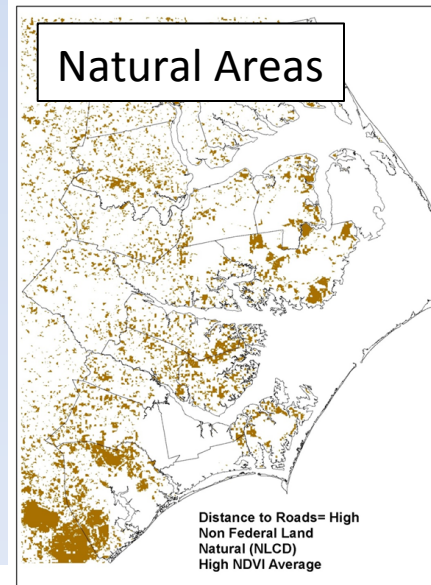 Natural Areas
Distance to Roads= High
Non Federal Land
Natural (NLCD)
High NDVI Average